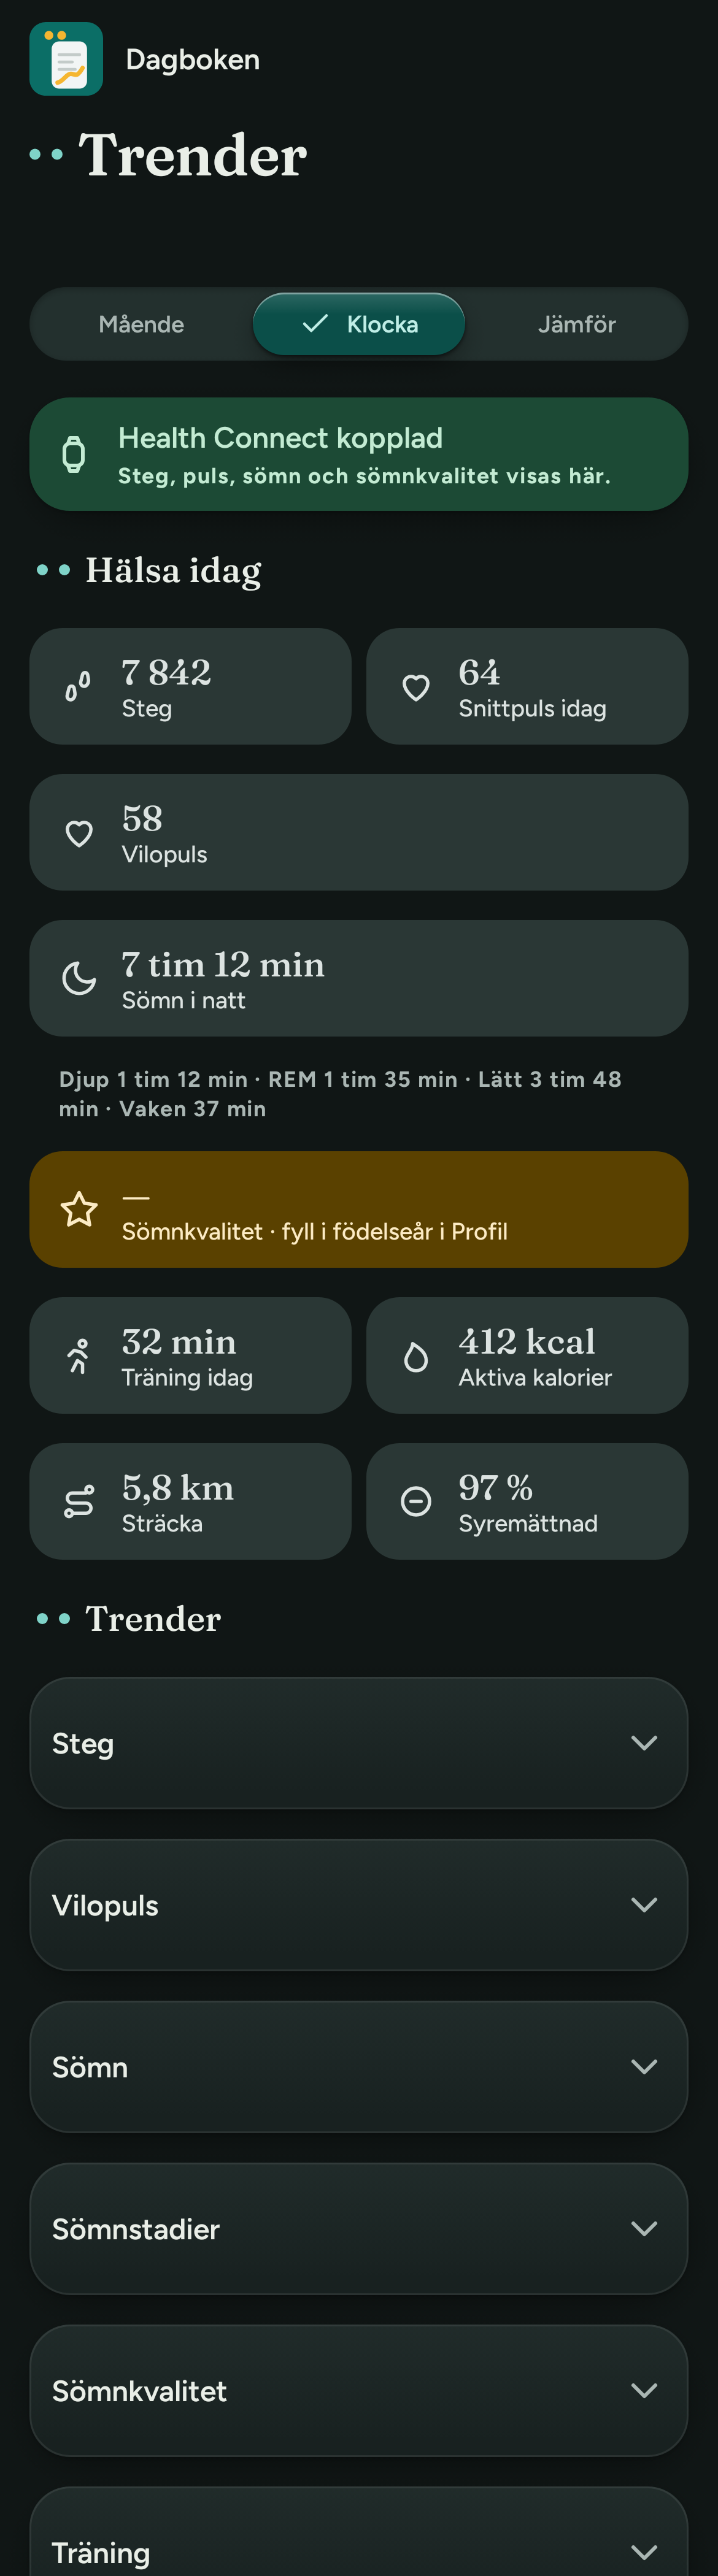 Dagboken
Trender
Mående
Klocka
Jämför
Health Connect kopplad
Steg, puls, sömn och sömnkvalitet visas här.
Hälsa idag
7 842
Steg
64
Snittpuls idag
58
Vilopuls
7 tim 12 min
Sömn i natt
Djup 1 tim 12 min · REM 1 tim 35 min · Lätt 3 tim 48
min · Vaken 37 min
—
Sömnkvalitet · fyll i födelseår i Profil
32 min
Träning idag
412 kcal
Aktiva kalorier
5,8 km
Sträcka
97 %
Syremättnad
Trender
Steg
Vilopuls
Sömn
Sömnstadier
Sömnkvalitet
Träning